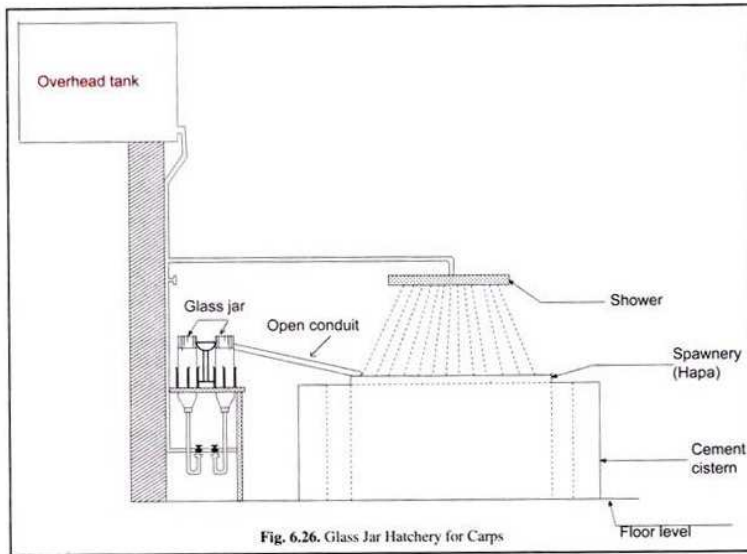 Overhead tank
Glass jar
Open conduit
Shower
Spawnery
(Hapa)
Cement
cistern
Floor level
Fig. 6.26. Glass Jar Hatchery for Carps